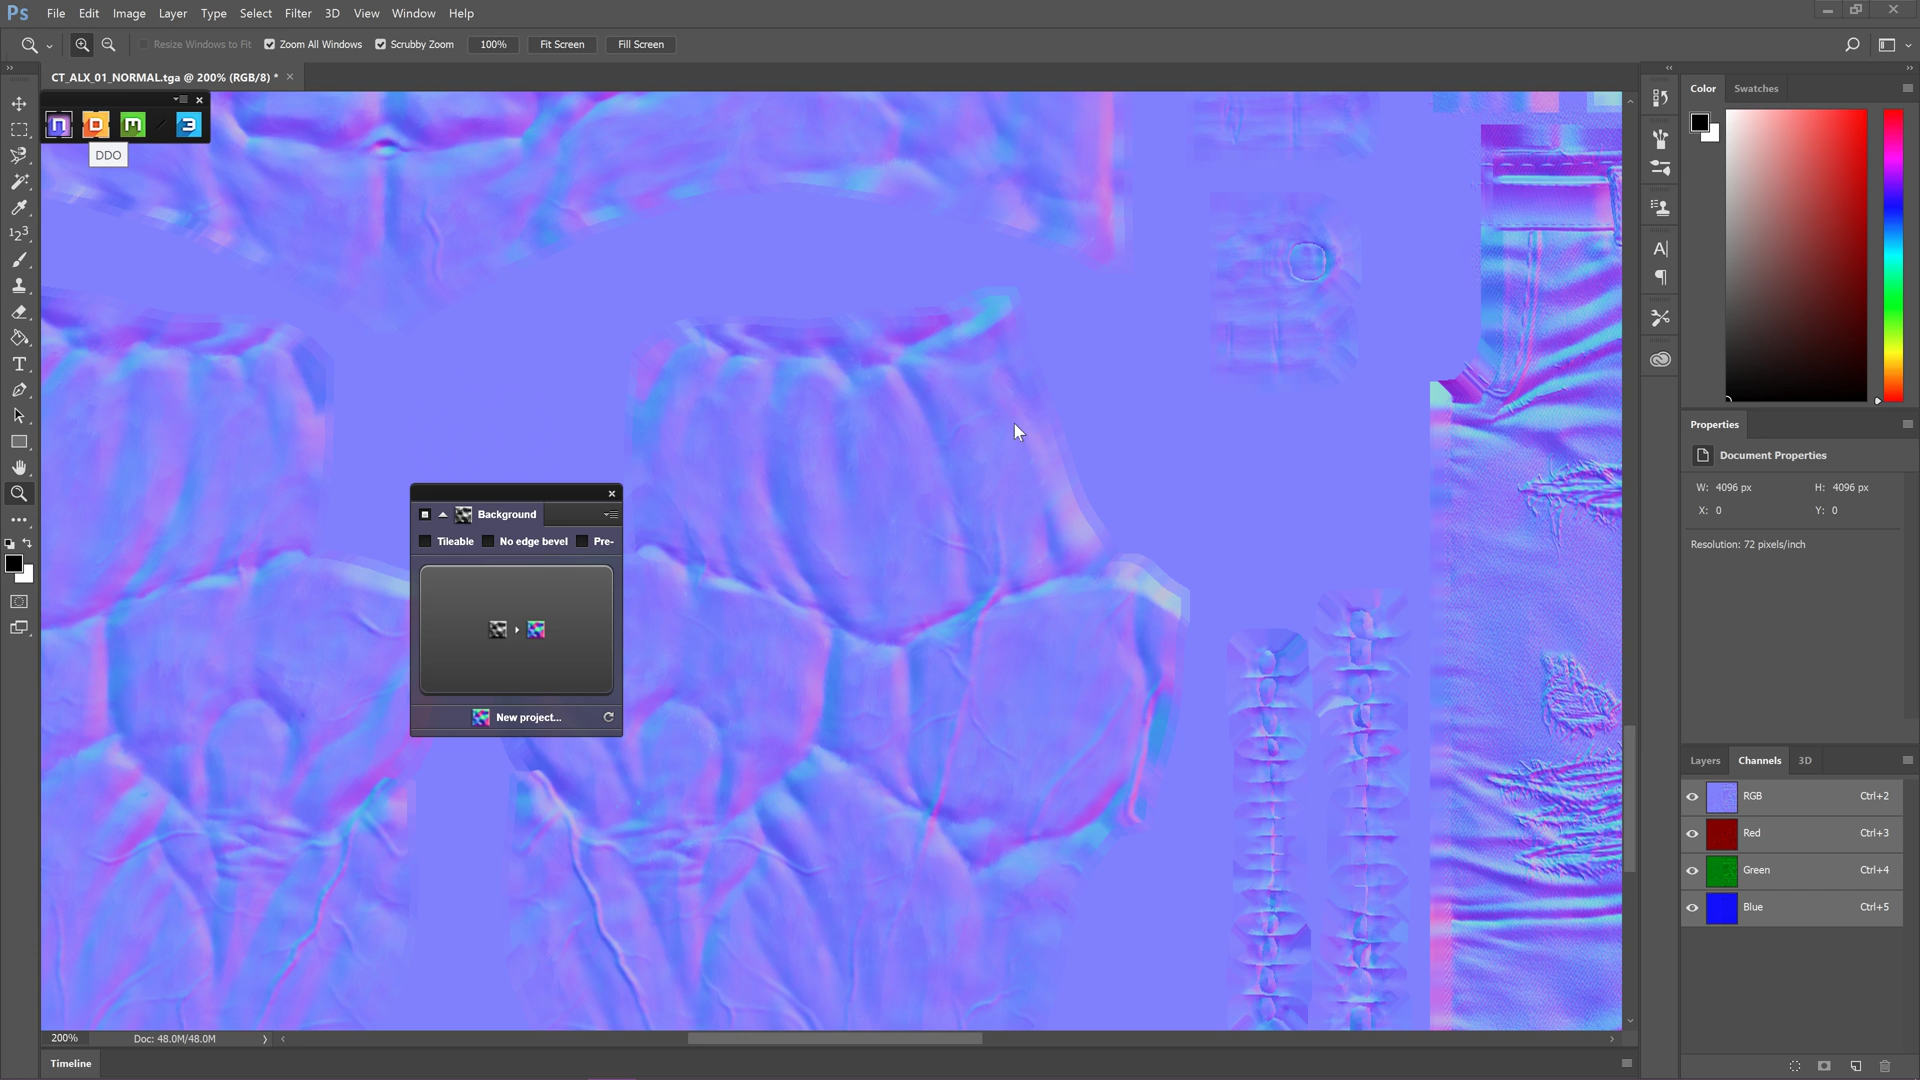 Ps File Edit Image Layer Type Select Filter 3D View Window Help
Resize Windows to Fit Zoom All Windows Scrubby Zoom 100% Fit Screen Fill Screen
CT_ALX_01_NORMAL.tga @ 200% (RGB/8) *
n D m 3
DDO
Background
Tileable No edge bevel Pre-
New project...
Color Swatches
Properties
Document Properties
W: 4096 px H: 4096 px
X: 0 Y: 0
Resolution: 72 pixels/inch
Layers Channels 3D
RGB Ctrl+2
Red Ctrl+3
Green Ctrl+4
Blue Ctrl+5
200% Doc: 48.0M/48.0M
Timeline